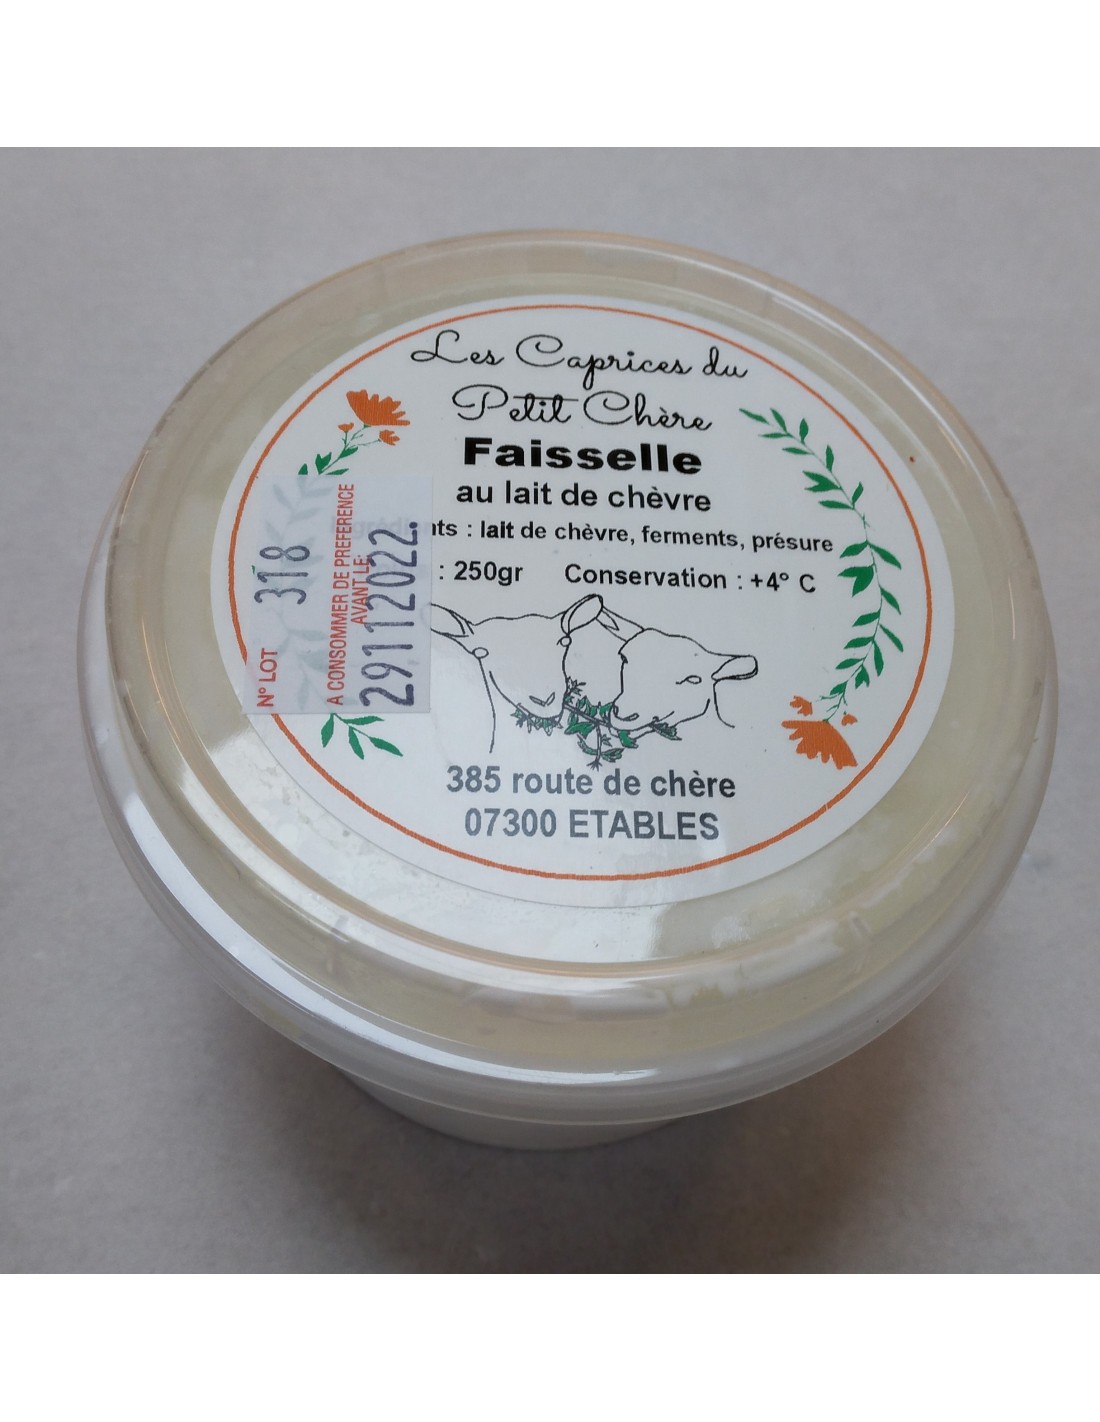 Les Caprices du
Petit Chère
Faisselle
au lait de chèvre
nts : lait de chèvre, ferments, présure
: 250gr Conservation : +4° C
385 route de chère
07300 ETABLES
N° LOT 318
A CONSOMMER DE PREFERENCE
AVANT LE:
29112022.